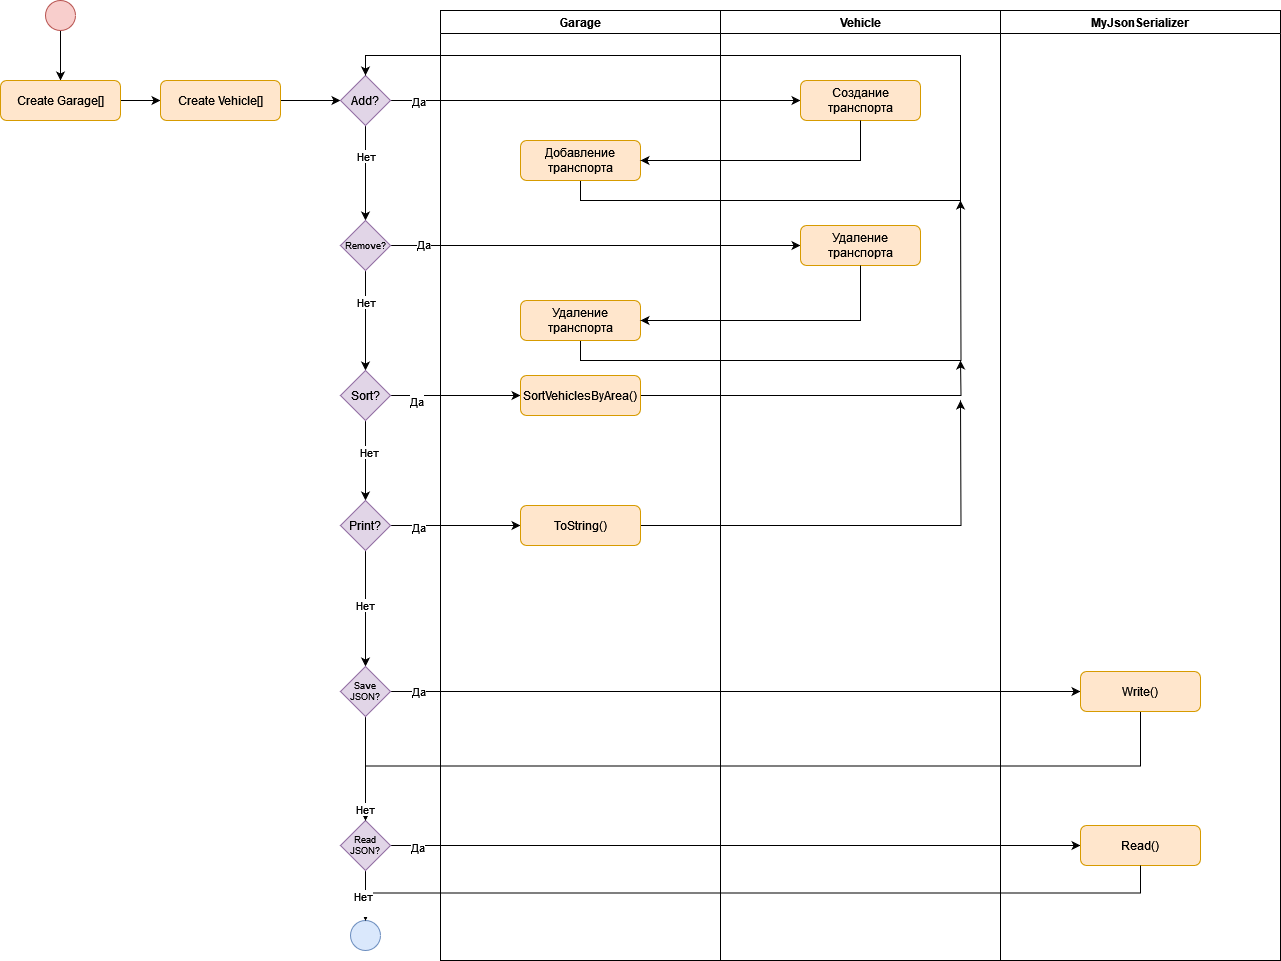 Garage
Vehicle
MyJsonSerializer
Create Garage[]
Create Vehicle[]
Add?
Да
Создание
транспорта
Нет
Добавление
транспорта
Remove?
Да
Удаление
транспорта
Нет
Удаление
транспорта
Sort?
Да
SortVehiclesByArea()
Нет
Print?
Да
ToString()
Нет
Save
JSON?
Да
Write()
Нет
Read
JSON?
Да
Read()
Нет